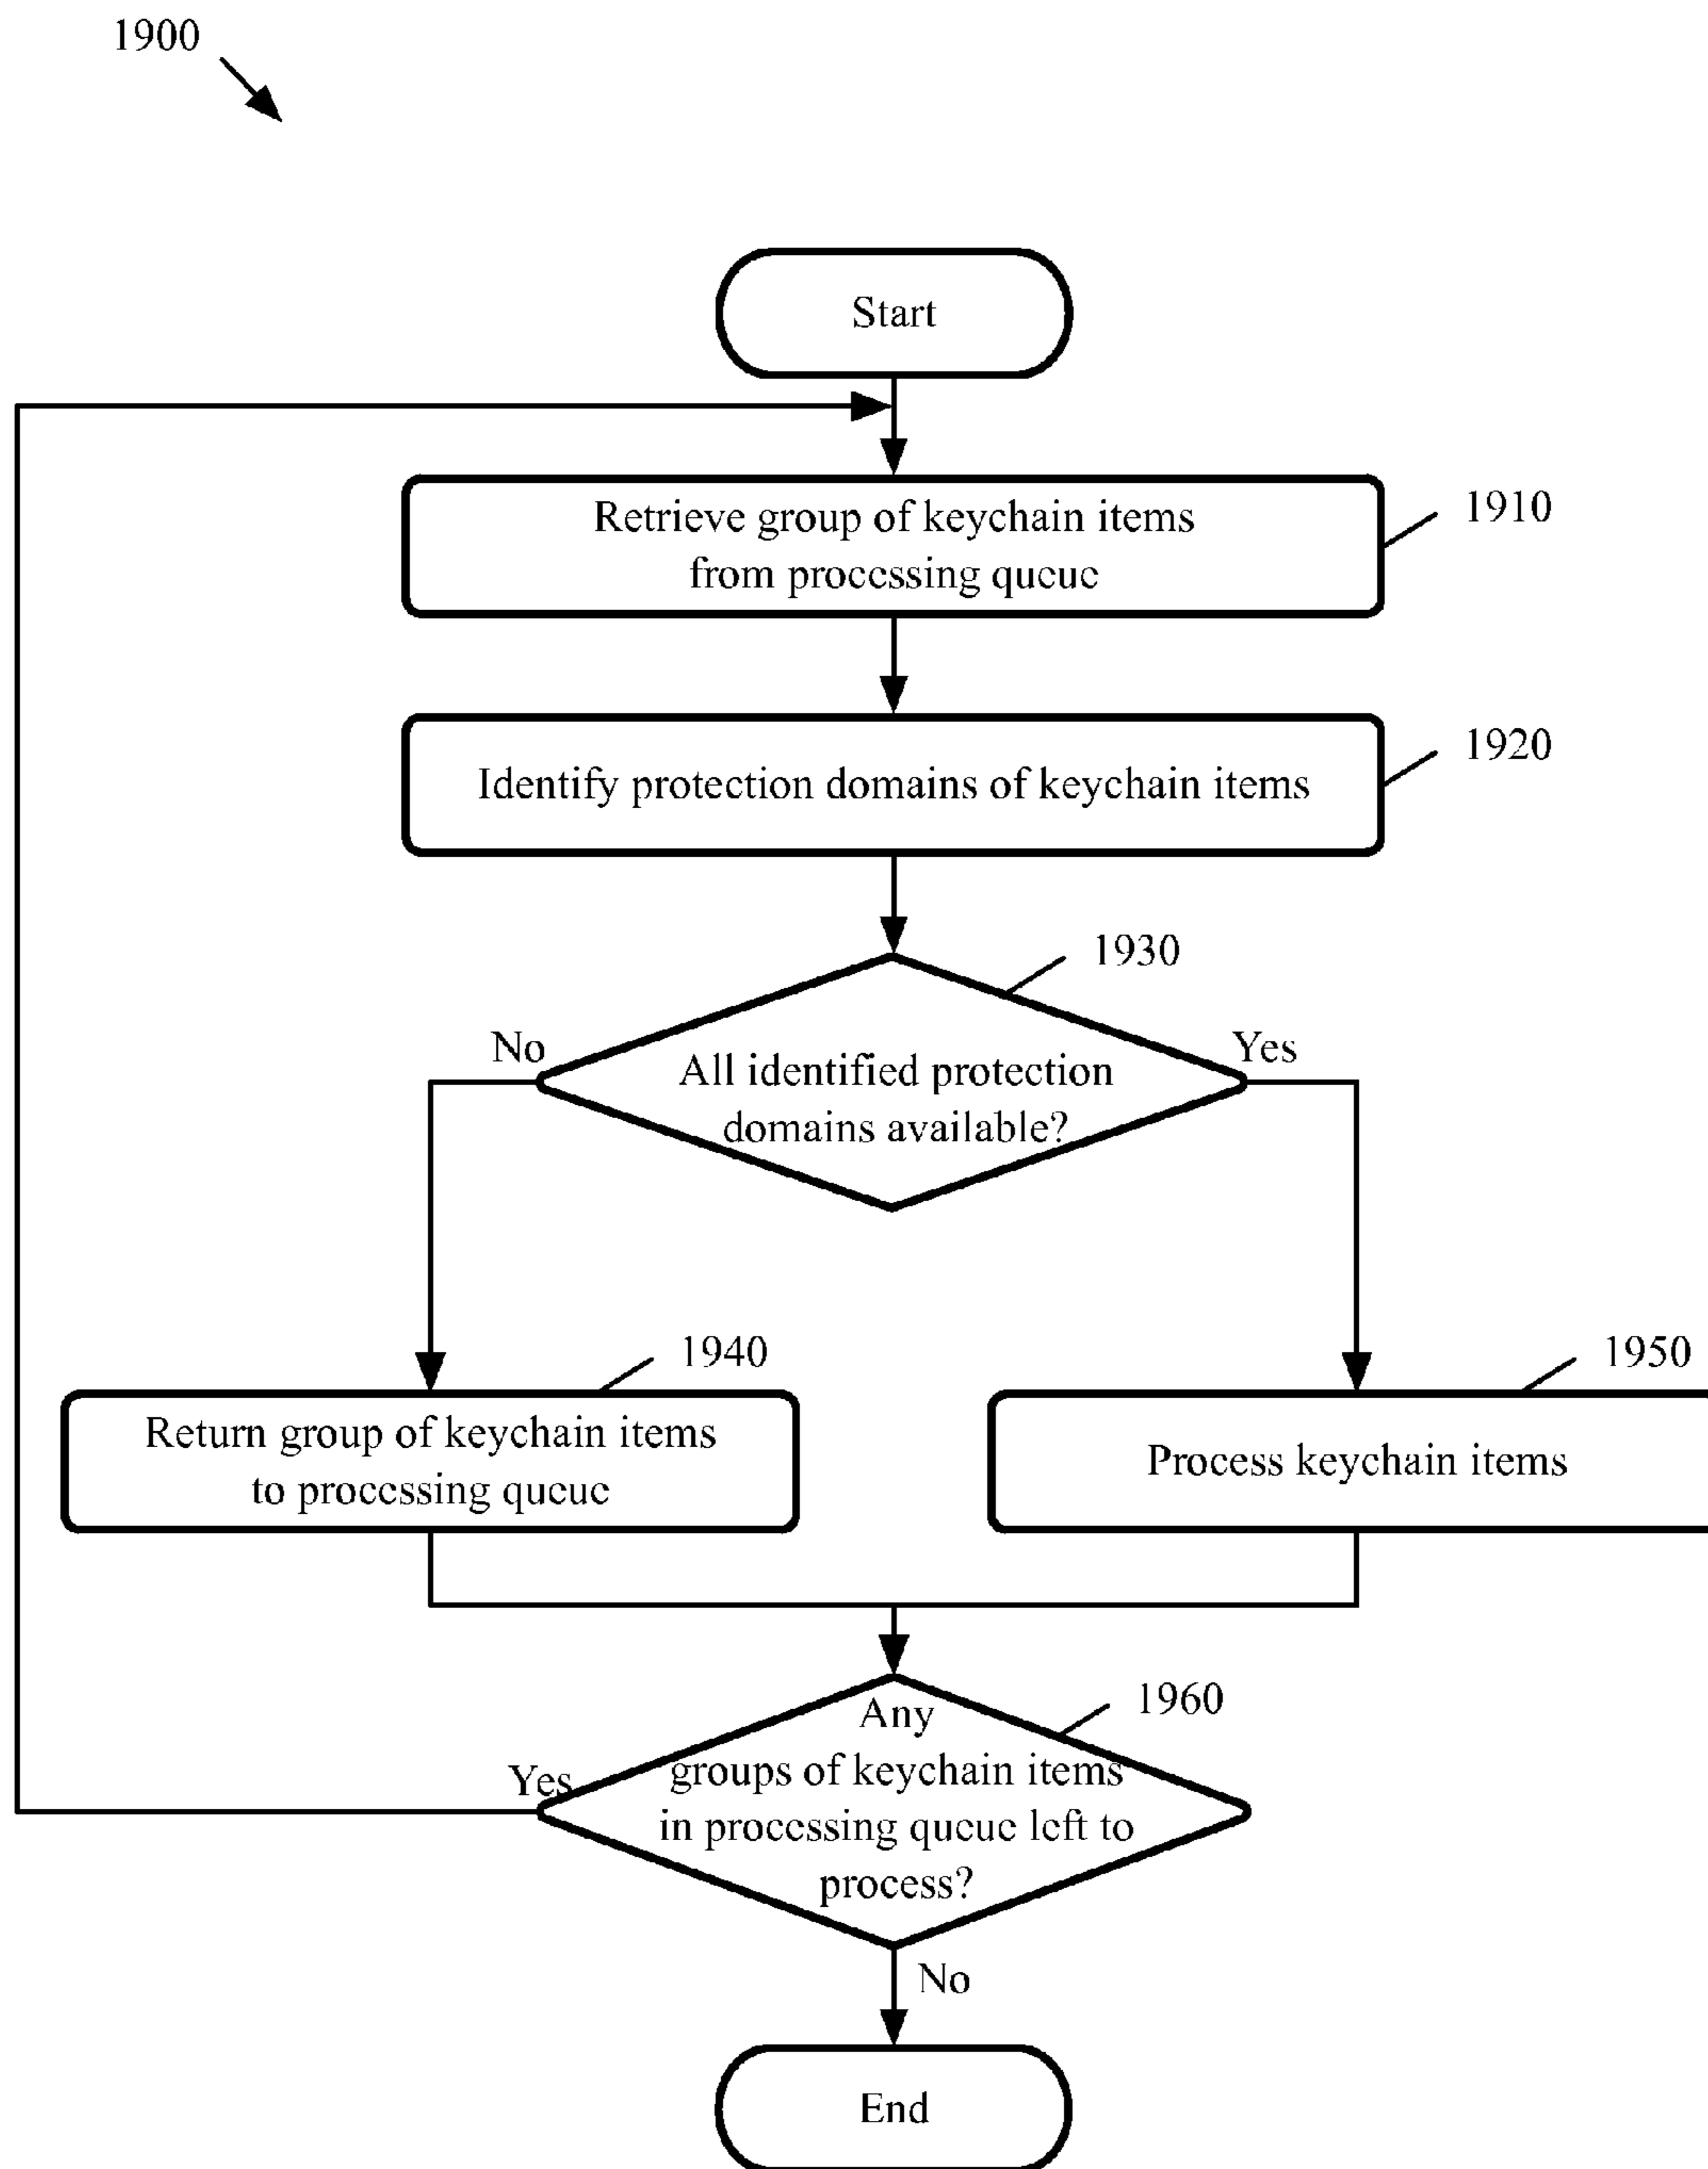 1900
Start
Retrieve group of keychain items
from processing queue
1910
Identify protection domains of keychain items
1920
1930
No
Yes
All identified protection
domains available?
1940
1950
Return group of keychain items
to processing queue
Process keychain items
1960
Any
groups of keychain items
in processing queue left to
process?
Yes
No
End